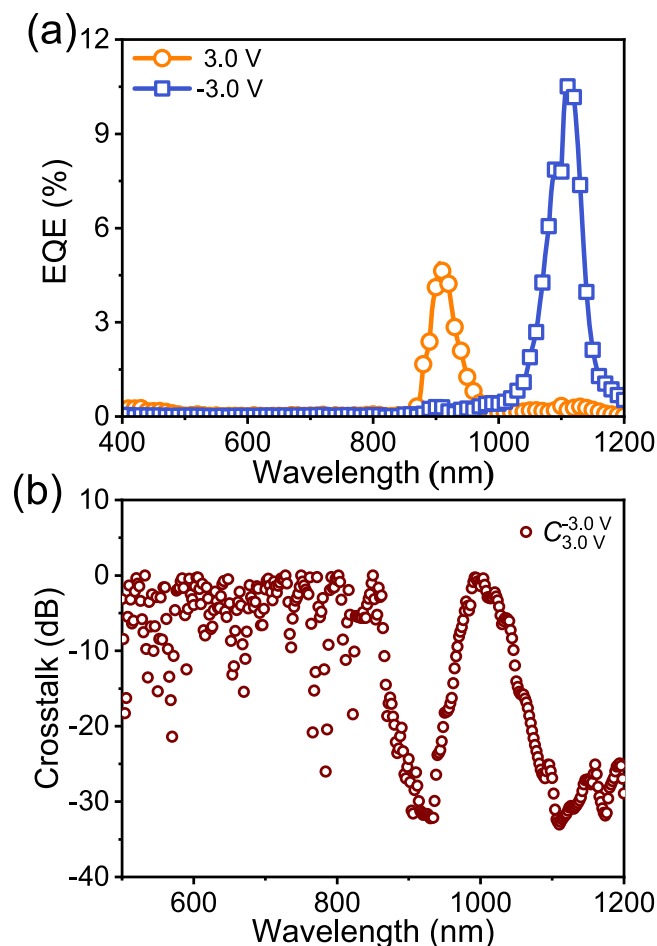 (a)
12
9
6
3
0
EQE (%)
3.0 V
-3.0 V
400 600 800 1000 1200
Wavelength (nm)
(b)
10
0
-10
-20
-30
-40
Crosstalk (dB)
C -3.0 V 3.0 V
600 800 1000 1200
Wavelength (nm)